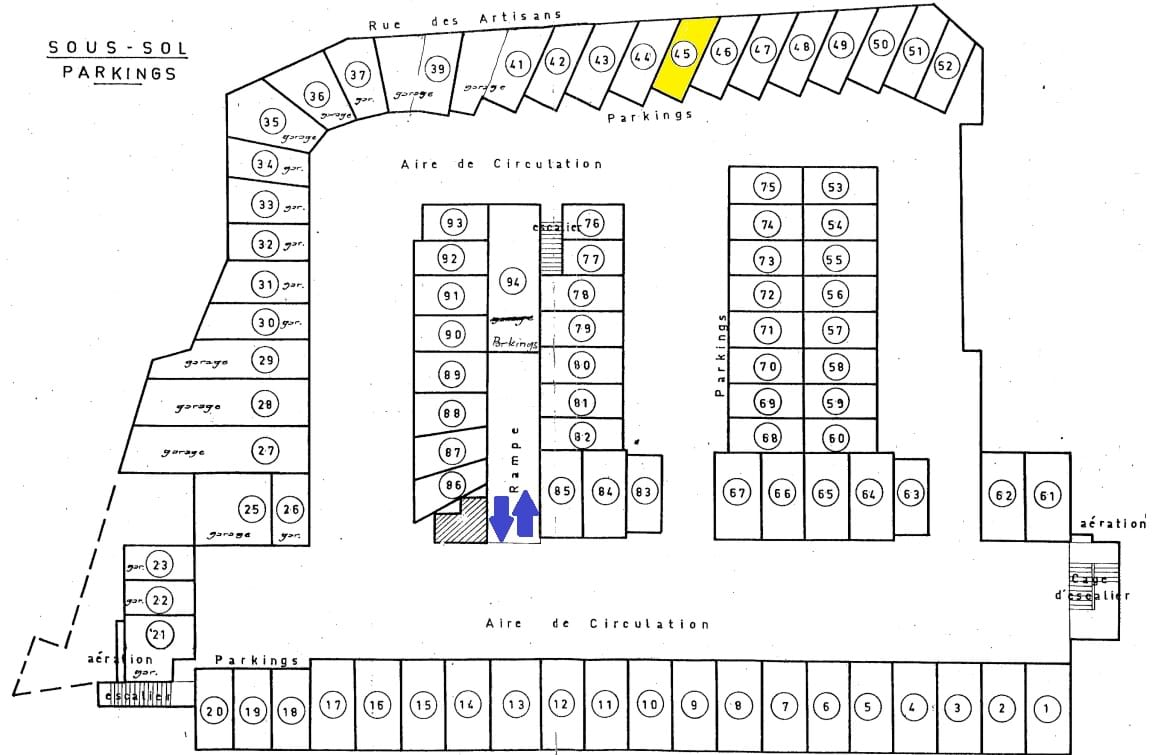 Rue des Artisans
SOUS-SOL
PARKINGS
37 39 41 42 43 44 45 46 47 48 49 50 51 52
garage gar. garage garage
36
garage
35
garage
Parkings
34 gar.
Aire de Circulation
33 gar.
32 gar.
31 gar.
30 gar.
29 garage
28 garage
27 garage
25 26
garage gar.
93 escalier 76
92 77
94
91 78
garage
90 79
Parkings
89 80
88 81
87 82
86 85 84 83
Rampe
75 53
74 54
73 55
72 56
71 57
70 58
69 59
68 60
Parkings
67 66 65 64 63
62 61
aération
Cage
d'escalier
gar. 23
gar. 22
21
gar.
aération
escalier
Aire de Circulation
Parkings
20 19 18 17 16 15 14 13 12 11 10 9 8 7 6 5 4 3 2 1